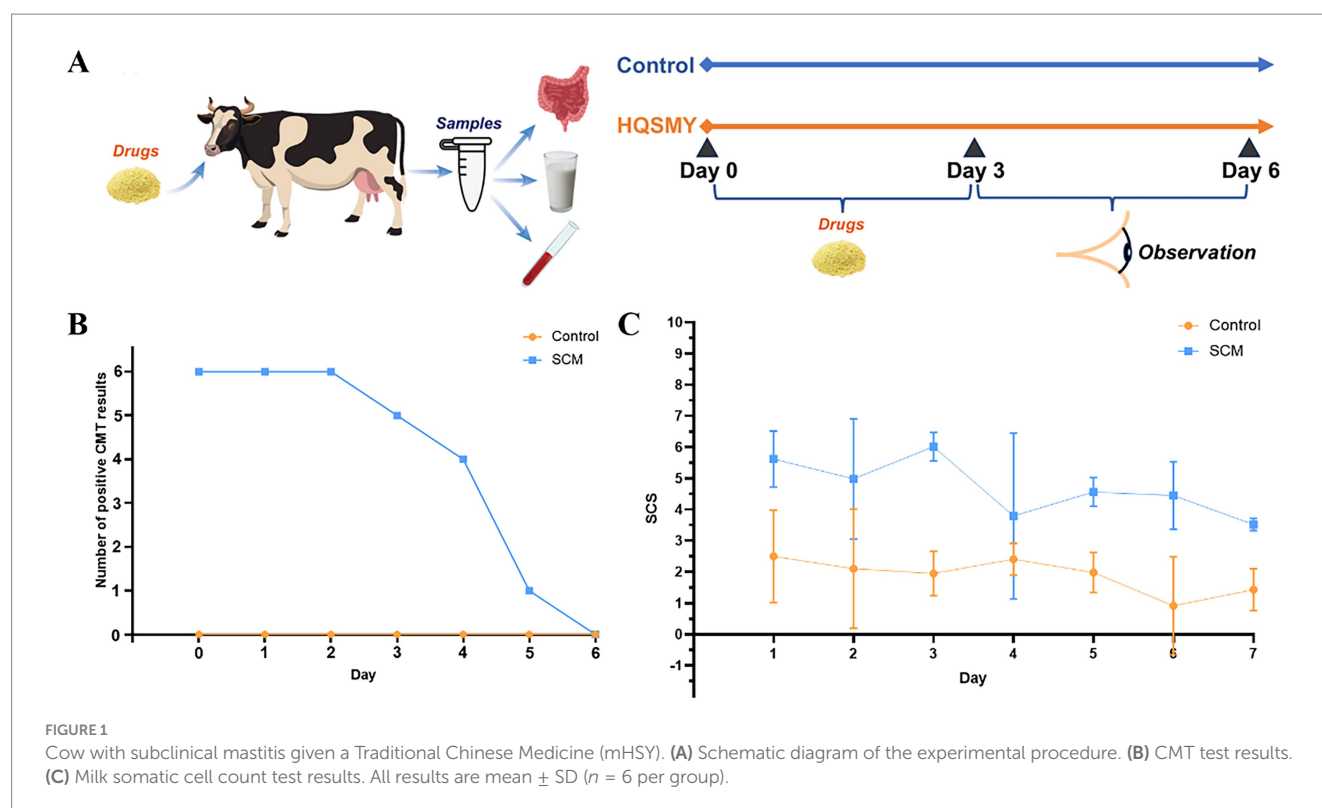 A
Drugs
Samples
Control
HQSMY
Day 0
Day 3
Day 6
Drugs
Observation
B
Control
SCM
Number of positive CMT results
6
5
4
3
2
1
0
0 1 2 3 4 5 6
Day
C
Control
SCM
SCS
10
9
8
7
6
5
4
3
2
1
0
-1
1 2 3 4 5 6 7
Day
FIGURE 1
Cow with subclinical mastitis given a Traditional Chinese Medicine (mHSY). (A) Schematic diagram of the experimental procedure. (B) CMT test results.
(C) Milk somatic cell count test results. All results are mean ± SD (n = 6 per group).